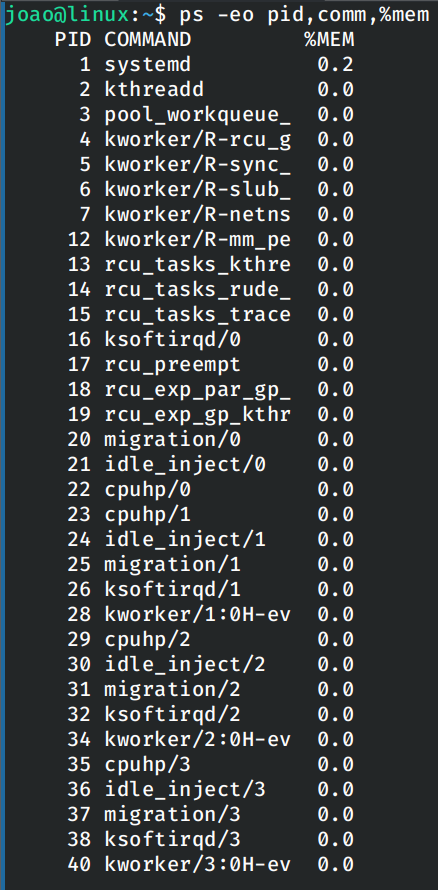 joao@linux:~$ ps -eo pid,comm,%mem
    PID COMMAND         %MEM
      1 systemd          0.2
      2 kthreadd         0.0
      3 pool_workqueue_  0.0
      4 kworker/R-rcu_g  0.0
      5 kworker/R-sync_  0.0
      6 kworker/R-slub_  0.0
      7 kworker/R-netns  0.0
     12 kworker/R-mm_pe  0.0
     13 rcu_tasks_kthre  0.0
     14 rcu_tasks_rude_  0.0
     15 rcu_tasks_trace  0.0
     16 ksoftirqd/0      0.0
     17 rcu_preempt      0.0
     18 rcu_exp_par_gp_  0.0
     19 rcu_exp_gp_kthr  0.0
     20 migration/0      0.0
     21 idle_inject/0    0.0
     22 cpuhp/0          0.0
     23 cpuhp/1          0.0
     24 idle_inject/1    0.0
     25 migration/1      0.0
     26 ksoftirqd/1      0.0
     28 kworker/1:0H-ev  0.0
     29 cpuhp/2          0.0
     30 idle_inject/2    0.0
     31 migration/2      0.0
     32 ksoftirqd/2      0.0
     34 kworker/2:0H-ev  0.0
     35 cpuhp/3          0.0
     36 idle_inject/3    0.0
     37 migration/3      0.0
     38 ksoftirqd/3      0.0
     40 kworker/3:0H-ev  0.0